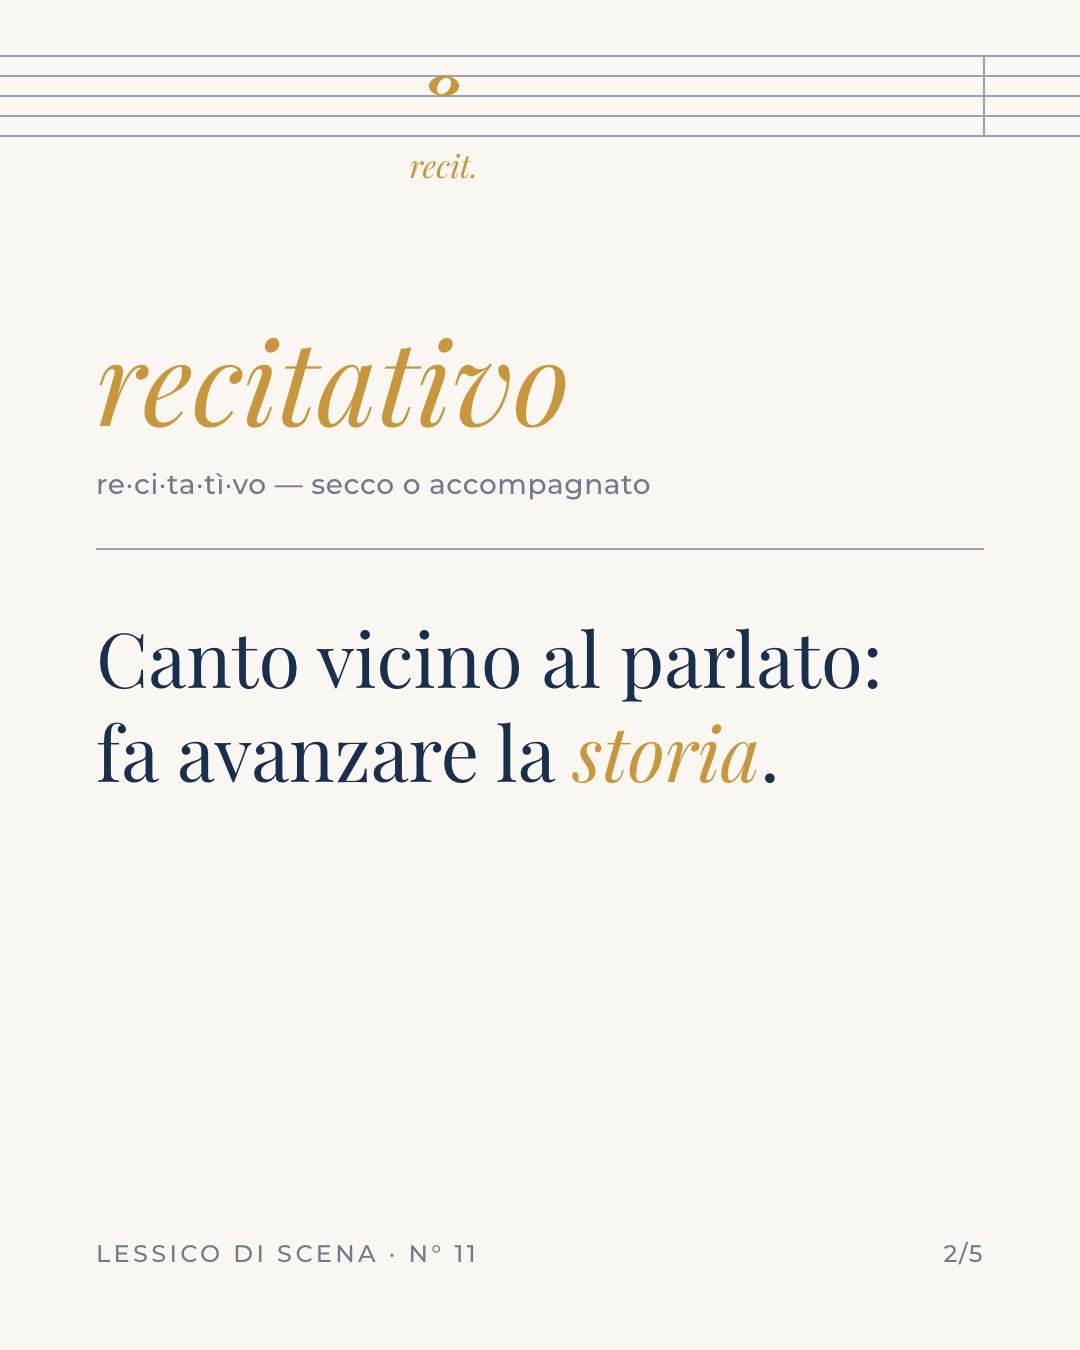 recit.
recitativo
re·ci·ta·tì·vo — secco o accompagnato
Canto vicino al parlato:
fa avanzare la storia.
LESSICO DI SCENA · N° 11
2/5